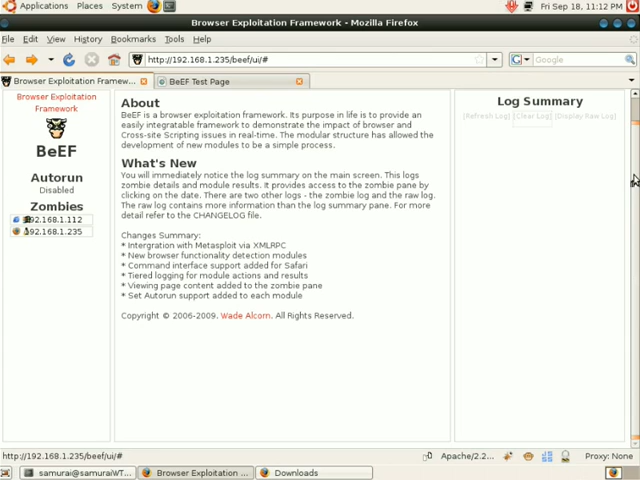 Applications Places System
Fri Sep 18, 11:12 PM
Browser Exploitation Framework - Mozilla Firefox
File Edit View History Bookmarks Tools Help
http://192.168.1.235/beef/ui/#
Google
Browser Exploitation Framew...
BeEF Test Page
Browser Exploitation
Framework
BeEF
Autorun
Disabled
Zombies
192.168.1.112
192.168.1.235
About
BeEF is a browser exploitation framework. Its purpose in life is to provide an
easily integratable framework to demonstrate the impact of browser and
Cross-site Scripting issues in real-time. The modular structure has allowed the
development of new modules to be a simple process.
What's New
You will immediately notice the log summary on the main screen. This logs
zombie details and module results. It provides access to the zombie pane by
clicking on the date. There are two other logs - the zombie log and the raw log.
The raw log contains more information than the log summary pane. For more
detail refer to the CHANGELOG file.
Changes Summary:
* Intergration with Metasploit via XMLRPC
* New browser functionality detection modules
* Command interface support added for Safari
* Tiered logging for module actions and results
* Viewing page content added to the zombie pane
* Set Autorun support added to each module
Copyright © 2006-2009. Wade Alcorn. All Rights Reserved.
Log Summary
[Refresh Log] [Clear Log] [Display Raw Log]
http://192.168.1.235/beef/ui/#
Apache/2.2...
Proxy: None
samurai@samuraiWT...
Browser Exploitation ...
Downloads